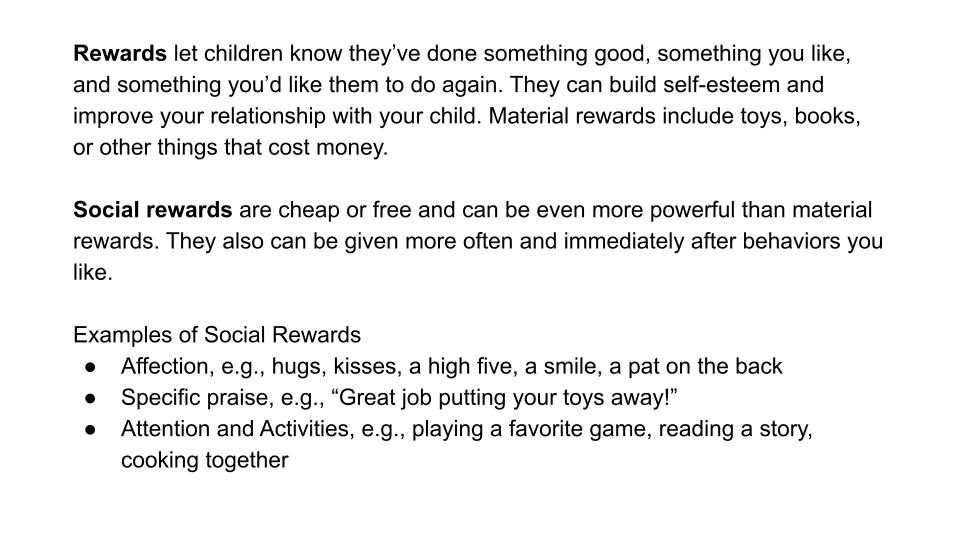 Rewards let children know they’ve done something good, something you like,
and something you’d like them to do again. They can build self-esteem and
improve your relationship with your child. Material rewards include toys, books,
or other things that cost money.
Social rewards are cheap or free and can be even more powerful than material
rewards. They also can be given more often and immediately after behaviors you
like.
Examples of Social Rewards
● Affection, e.g., hugs, kisses, a high five, a smile, a pat on the back
● Specific praise, e.g., “Great job putting your toys away!”
● Attention and Activities, e.g., playing a favorite game, reading a story,
cooking together